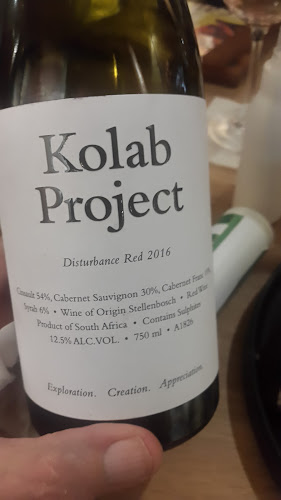 Kolab
Project
Disturbance Red 2016
Cinsault 54%, Cabernet Sauvignon 30%, Cabernet Franc
Syrah 6% • Wine of Origin Stellenbosch • Red Wine
Product of South Africa • Contains Sulphites
12.5% ALC.VOL. • 750 ml • A1826
Exploration. Creation. Appreciation.